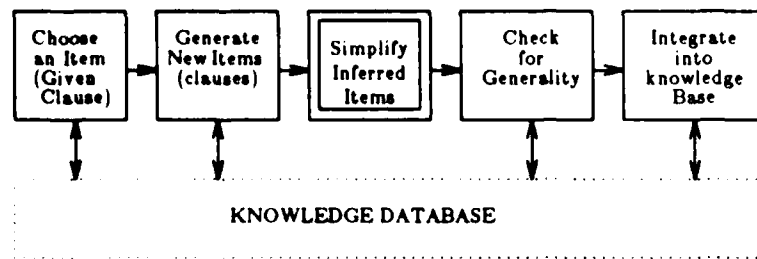 Choose
an Item
(Given
Clause)
Generate
New Items
(clauses)
Simplify
Inferred
Items
Check
for
Generality
Integrate
into
knowledge
Base
KNOWLEDGE DATABASE